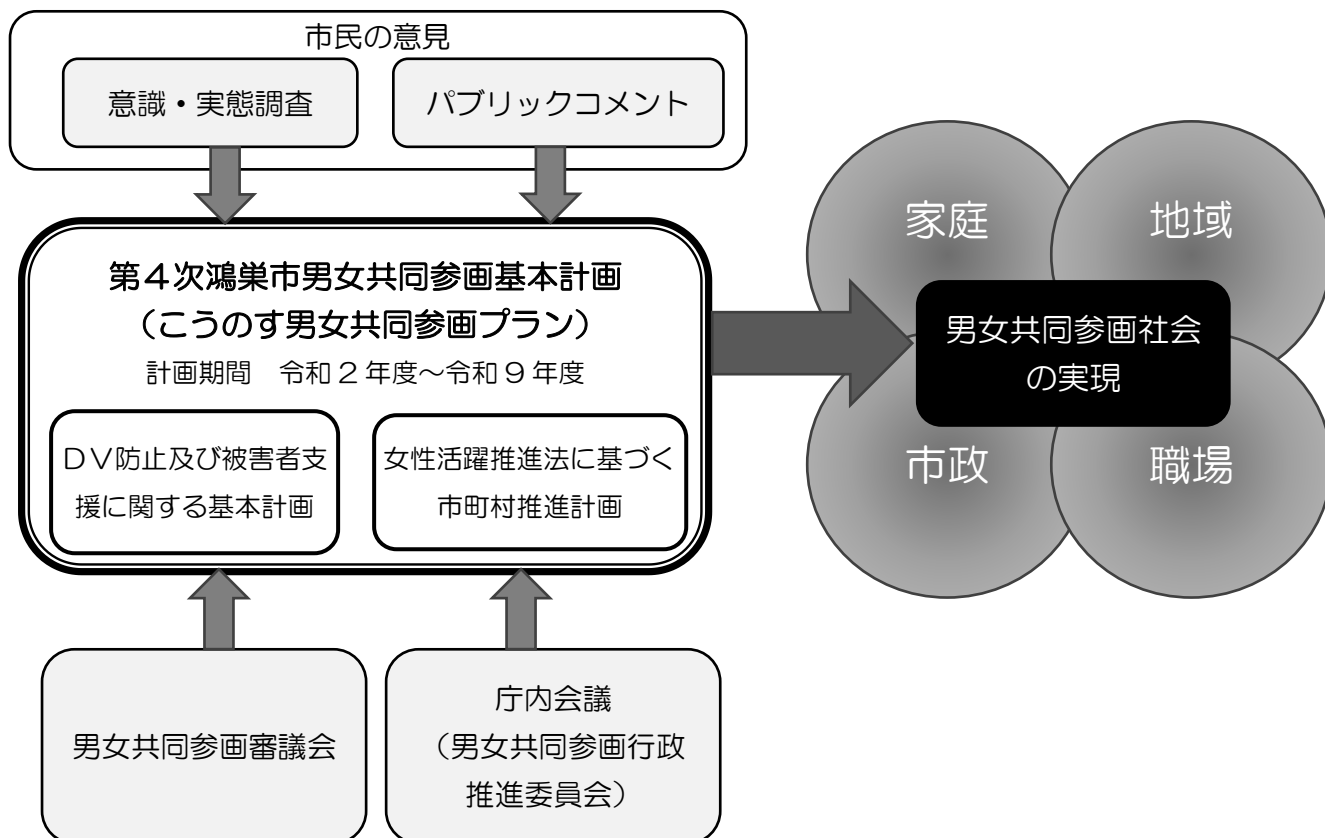 市民の意見
意識・実態調査
パブリックコメント
第４次鴻巣市男女共同参画基本計画
（こうのす男女共同参画プラン）
計画期間　令和２年度～令和９年度
ＤＶ防止及び被害者支
援に関する基本計画
女性活躍推進法に基づく
市町村推進計画
男女共同参画審議会
庁内会議
（男女共同参画行政
推進委員会）
家庭
地域
男女共同参画社会
の実現
市政
職場